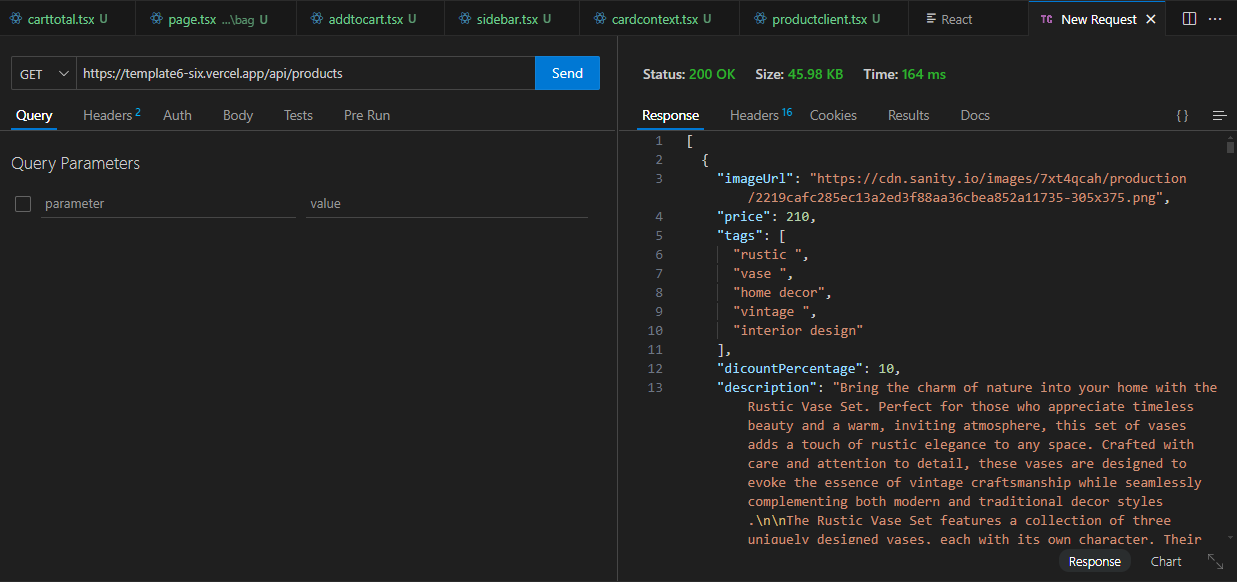 carttotal.tsx U
page.tsx ...\bag U
addtocart.tsx U
sidebar.tsx U
cardcontext.tsx U
productclient.tsx U
React
TC New Request
GET
https://template6-six.vercel.app/api/products
Send
Query
Headers 2
Auth
Body
Tests
Pre Run
Query Parameters
parameter
value
Status: 200 OK Size: 45.98 KB Time: 164 ms
Response
Headers 16
Cookies
Results
Docs
{ }
1 [
2 {
3 "imageUrl": "https://cdn.sanity.io/images/7xt4qcah/production
/2219cafc285ec13a2ed3f88aa36cbea852a11735-305x375.png",
4 "price": 210,
5 "tags": [
6 "rustic ",
7 "vase ",
8 "home decor",
9 "vintage ",
10 "interior design"
11 ],
12 "dicountPercentage": 10,
13 "description": "Bring the charm of nature into your home with the
Rustic Vase Set. Perfect for those who appreciate timeless
beauty and a warm, inviting atmosphere, this set of vases
adds a touch of rustic elegance to any space. Crafted with
care and attention to detail, these vases are designed to
evoke the essence of vintage craftsmanship while seamlessly
complementing both modern and traditional decor styles
.\n\nThe Rustic Vase Set features a collection of three
uniquely designed vases, each with its own character. Their
Response
Chart